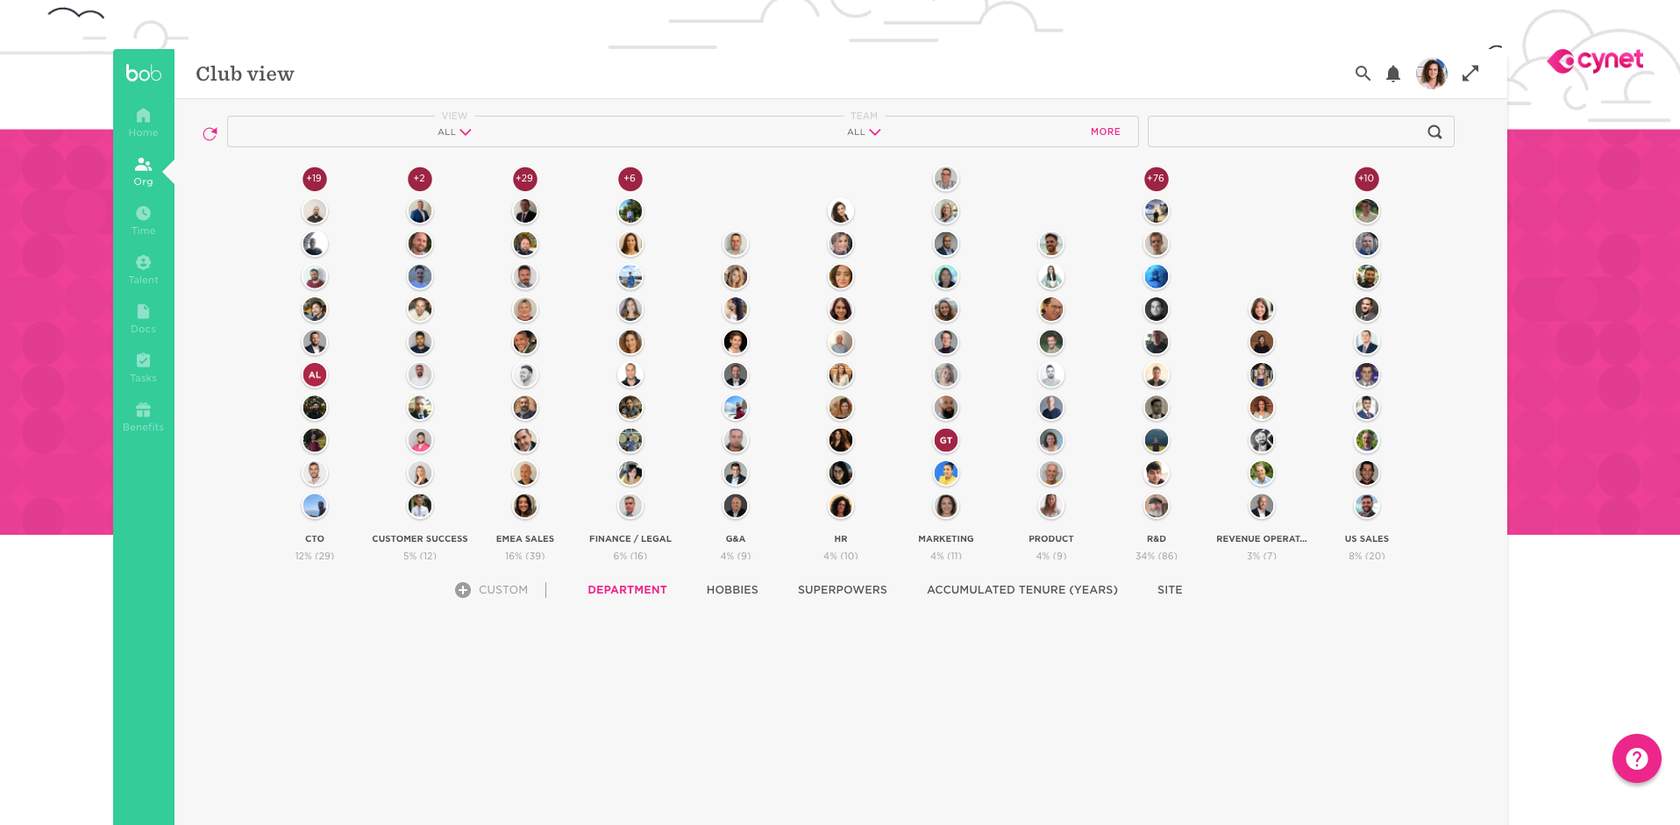 bob
Club view
cynet
Home
Org
Time
Talent
Docs
Tasks
Benefits
VIEW
ALL
TEAM
ALL
MORE
+19
+2
+29
+6
+76
+10
AL
GT
CTO
12% (29)
CUSTOMER SUCCESS
5% (12)
EMEA SALES
16% (39)
FINANCE / LEGAL
6% (16)
G&A
4% (9)
HR
4% (10)
MARKETING
4% (11)
PRODUCT
4% (9)
R&D
34% (86)
REVENUE OPERAT...
3% (7)
US SALES
8% (20)
CUSTOM
DEPARTMENT
HOBBIES
SUPERPOWERS
ACCUMULATED TENURE (YEARS)
SITE
?